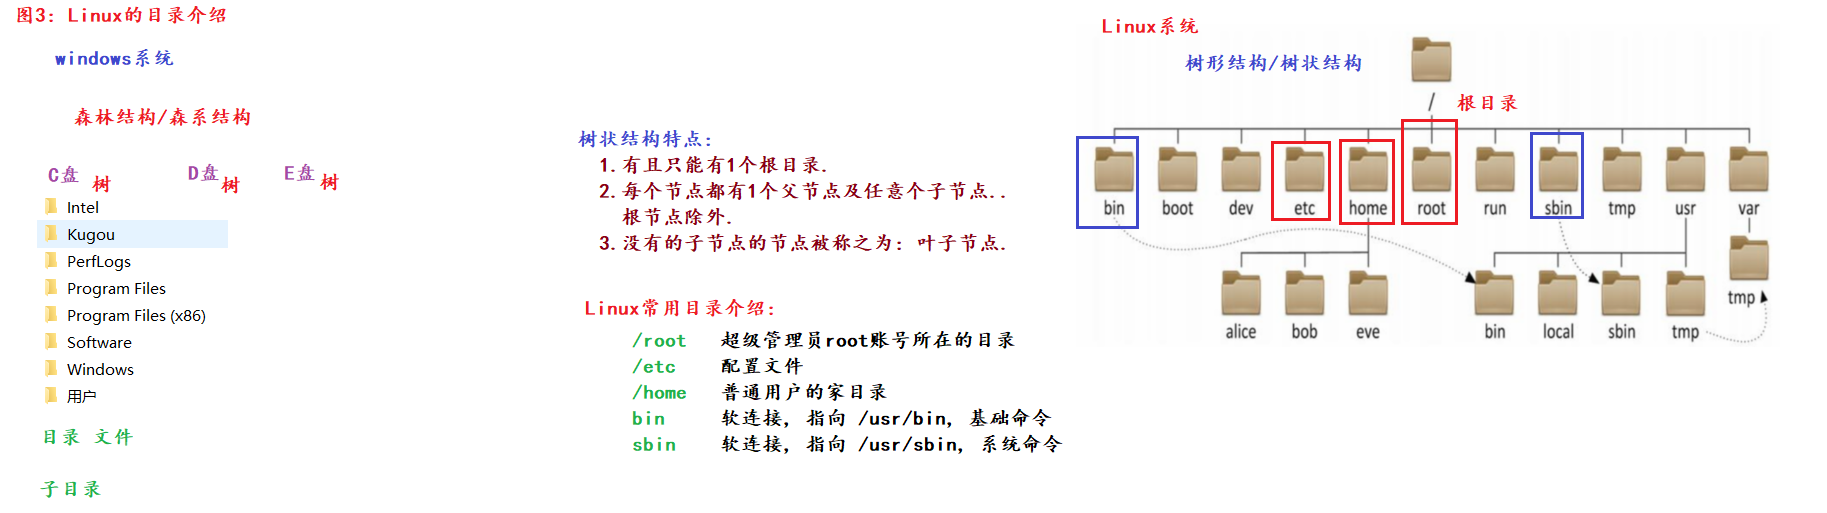 图3: Linux的目录介绍
windows系统
森林结构/森系结构
C盘 树 D盘 树 E盘 树
Intel
Kugou
PerfLogs
Program Files
Program Files (x86)
Software
Windows
用户
目录 文件
子目录
树状结构特点:
1.有且只能有1个根目录.
2.每个节点都有1个父节点及任意个子节点..
根节点除外.
3.没有的子节点的节点被称之为: 叶子节点.
Linux常用目录介绍:
/root 超级管理员root账号所在的目录
/etc 配置文件
/home 普通用户的家目录
bin 软连接, 指向 /usr/bin, 基础命令
sbin 软连接, 指向 /usr/sbin, 系统命令
Linux系统
树形结构/树状结构
/ 根目录
bin boot dev etc home root run sbin tmp usr var
alice bob eve bin local sbin tmp tmp